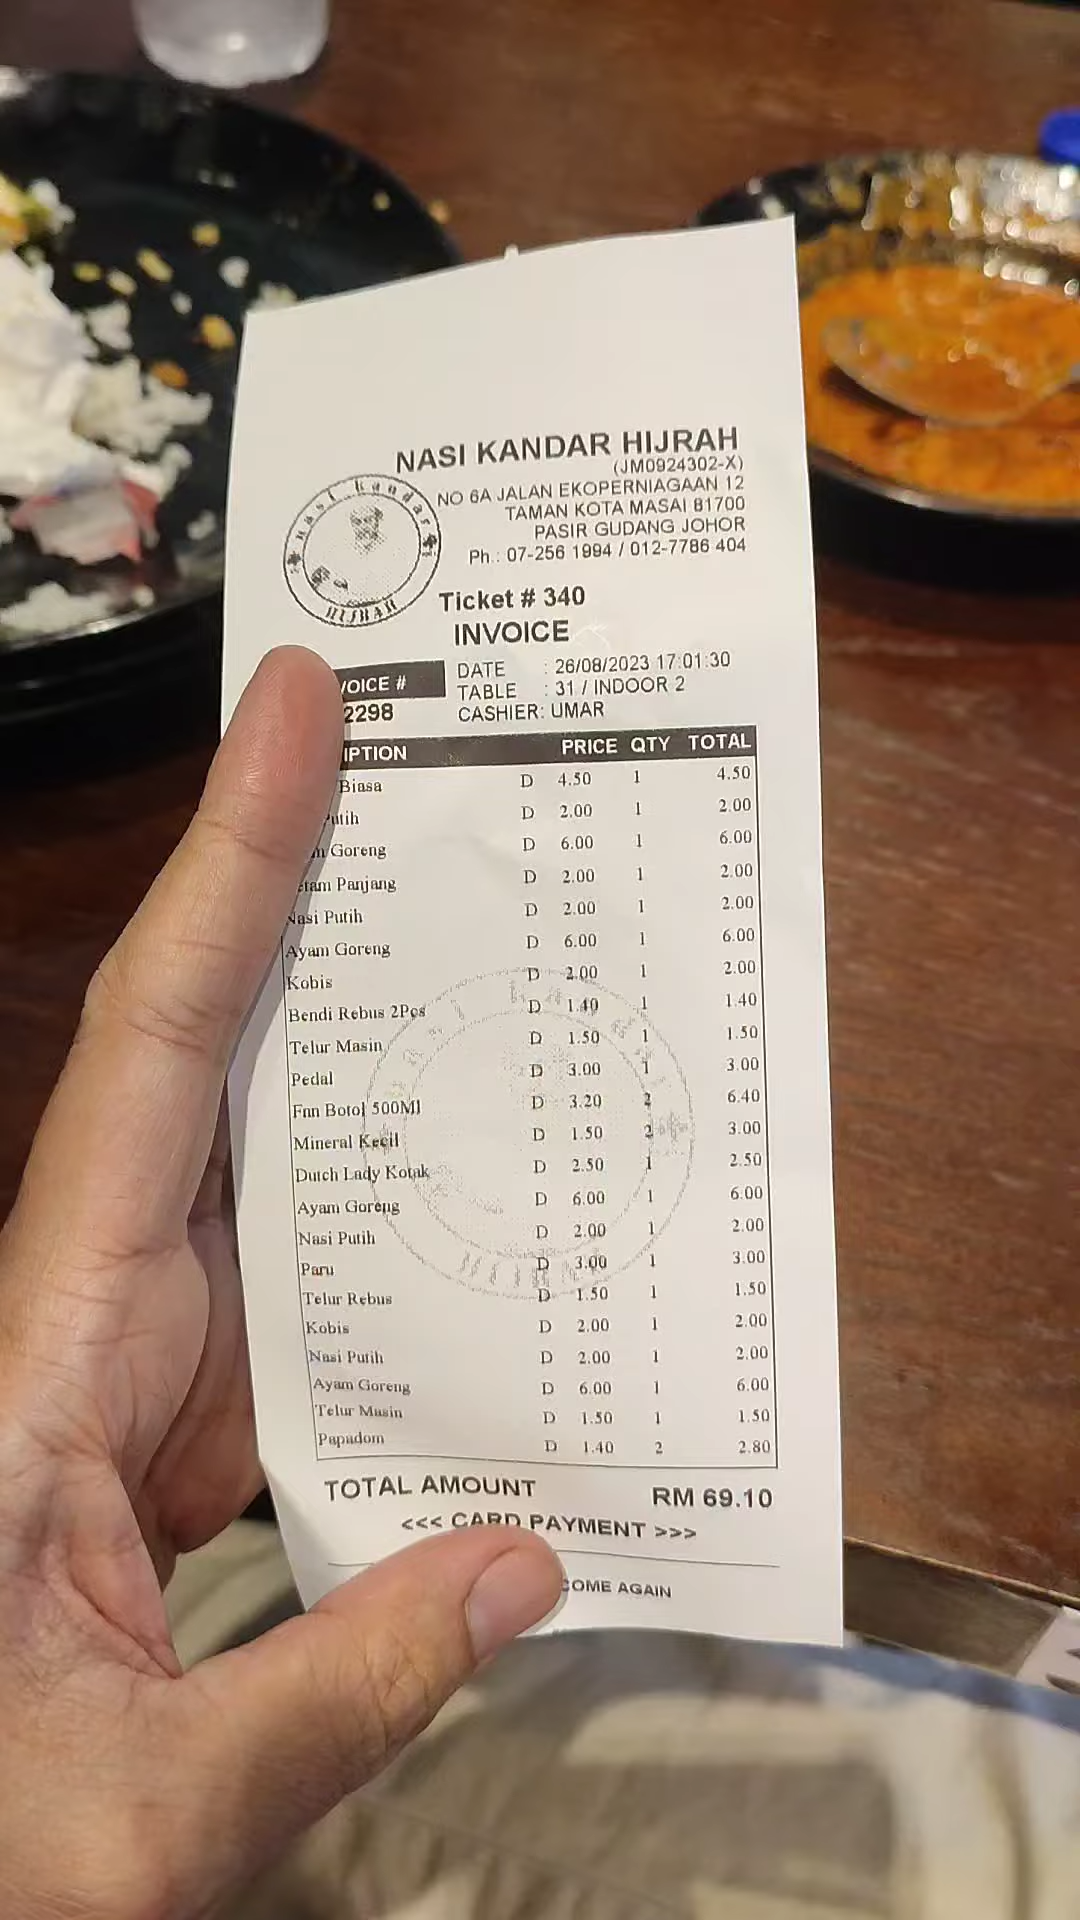 NASI KANDAR HIJRAH
(JM0924302-X)
NO 6A JALAN EKOPERNIAGAAN 12
TAMAN KOTA MASAI 81700
PASIR GUDANG JOHOR
Ph.: 07-256 1994 / 012-7786 404
Nasi Kandar
HIJRAH
Ticket # 340
INVOICE
VOICE # DATE : 26/08/2023 17:01:30
TABLE : 31 / INDOOR 2
2298 CASHIER: UMAR
IPTION PRICE QTY TOTAL
Biasa D 4.50 1 4.50
utih D 2.00 1 2.00
Goreng D 6.00 1 6.00
Panjang D 2.00 1 2.00
Nasi Putih D 2.00 1 2.00
Ayam Goreng D 6.00 1 6.00
Kobis D 2.00 1 2.00
Bendi Rebus 2Pcs D 1.40 1 1.40
Telur Masin D 1.50 1 1.50
Pedal D 3.00 1 3.00
Fnn Botol 500Ml D 3.20 2 6.40
Mineral Kecil D 1.50 2 3.00
Dutch Lady Kotak D 2.50 1 2.50
Ayam Goreng D 6.00 1 6.00
Nasi Putih D 2.00 1 2.00
Paru D 3.00 1 3.00
Telur Rebus D 1.50 1 1.50
Kobis D 2.00 1 2.00
Nasi Putih D 2.00 1 2.00
Ayam Goreng D 6.00 1 6.00
Telur Masin D 1.50 1 1.50
Papadom D 1.40 2 2.80
TOTAL AMOUNT RM 69.10
<<< CARD PAYMENT >>>
COME AGAIN